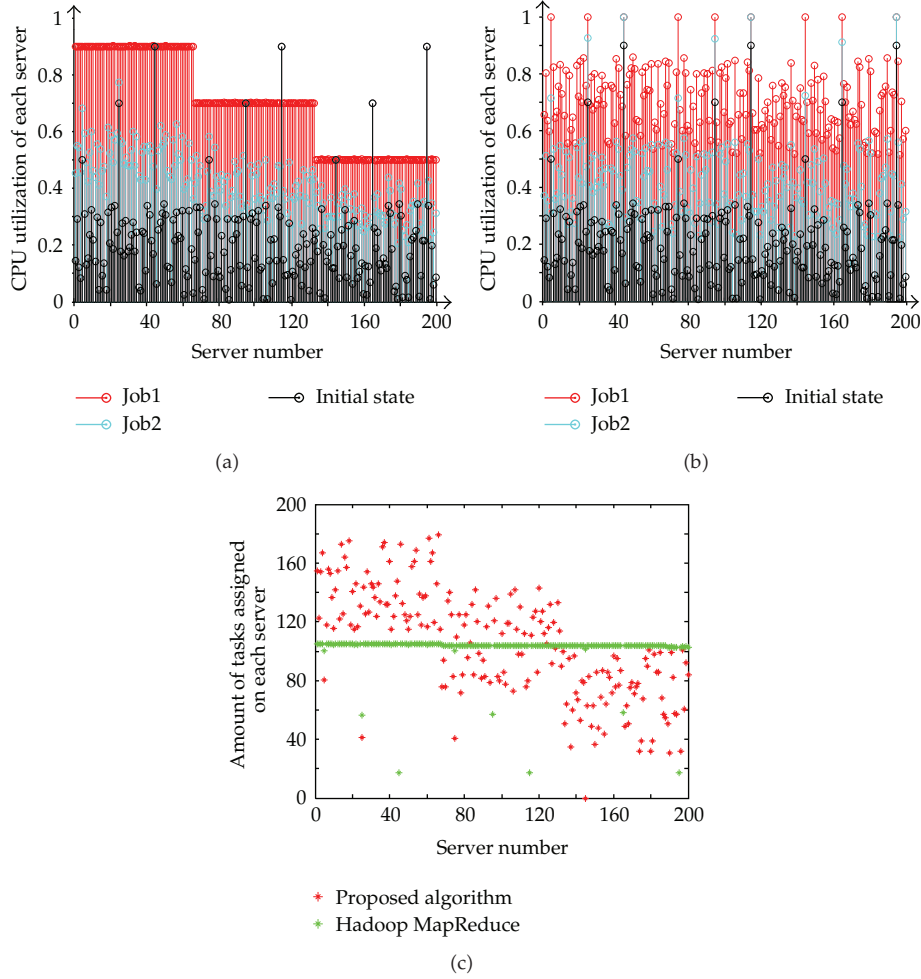 CPU utilization of each server
1
0.8
0.6
0.4
0.2
0
0 40 80 120 160 200
Server number
Job1
Job2
Initial state
(a)
CPU utilization of each server
1
0.8
0.6
0.4
0.2
0
0 40 80 120 160 200
Server number
Job1
Job2
Initial state
(b)
Amount of tasks assigned
on each server
200
160
120
80
40
0
0 40 80 120 160 200
Server number
Proposed algorithm
Hadoop MapReduce
(c)